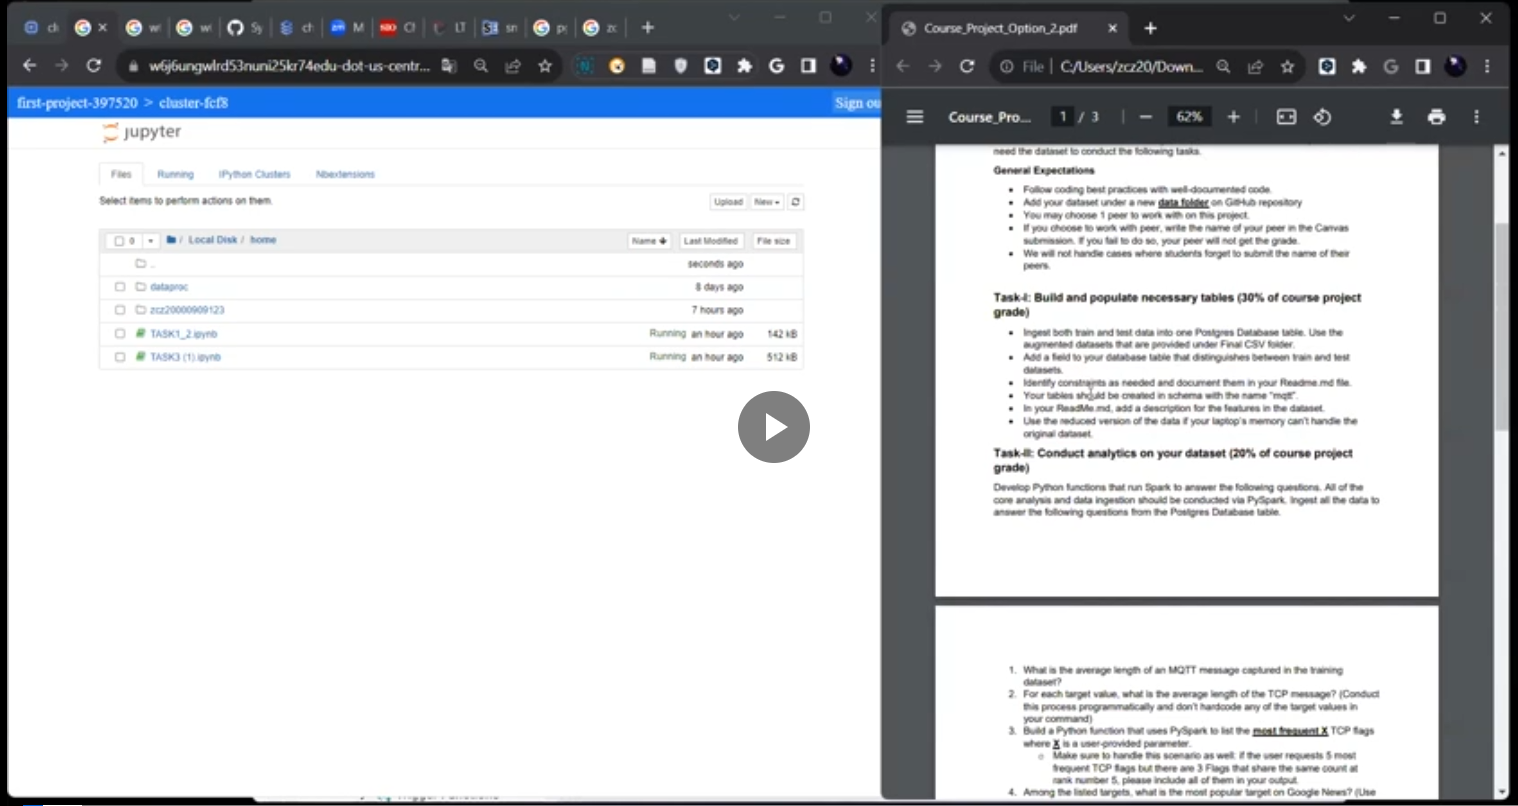 w6j6ungwlrd53nuni25kr74edu-dot-us-centr...
first-project-397520 > cluster-fcf8
Sign ou
jupyter
Files
Running
IPython Clusters
Nbextensions
Select items to perform actions on them.
Upload
New
0
/ Local Disk / home
Name
Last Modified
File size
..
seconds ago
dataproc
8 days ago
zcz20000909123
7 hours ago
TASK1_2.ipynb
Running an hour ago
142 kB
TASK3 (1).ipynb
Running an hour ago
512 kB
Course_Project_Option_2.pdf
File | C:/Users/zcz20/Down...
Course_Pro...
1 / 3
62%
need the dataset to conduct the following tasks.
General Expectations
• Follow coding best practices with well-documented code.
• Add your dataset under a new data folder on GitHub repository
• You may choose 1 peer to work with on this project.
• If you choose to work with peer, write the name of your peer in the Canvas
submission. If you fail to do so, your peer will not get the grade.
• We will not handle cases where students forget to submit the name of their
peers.
Task-I: Build and populate necessary tables (30% of course project
grade)
• Ingest both train and test data into one Postgres Database table. Use the
augmented datasets that are provided under Final CSV folder.
• Add a field to your database table that distinguishes between train and test
datasets.
• Identify constraints as needed and document them in your Readme.md file.
• Your tables should be created in schema with the name "mqtt".
• In your ReadMe.md, add a description for the features in the dataset.
• Use the reduced version of the data if your laptop's memory can't handle the
original dataset.
Task-II: Conduct analytics on your dataset (20% of course project
grade)
Develop Python functions that run Spark to answer the following questions. All of the
core analysis and data ingestion should be conducted via PySpark. Ingest all the data to
answer the following questions from the Postgres Database table.
1. What is the average length of an MQTT message captured in the training
dataset?
2. For each target value, what is the average length of the TCP message? (Conduct
this process programmatically and don't hardcode any of the target values in
your command)
3. Build a Python function that uses PySpark to list the most frequent X TCP flags
where X is a user-provided parameter.
o Make sure to handle this scenario as well: if the user requests 5 most
frequent TCP flags but there are 3 Flags that share the same count at
rank number 5, please include all of them in your output.
4. Among the listed targets, what is the most popular target on Google News? (Use